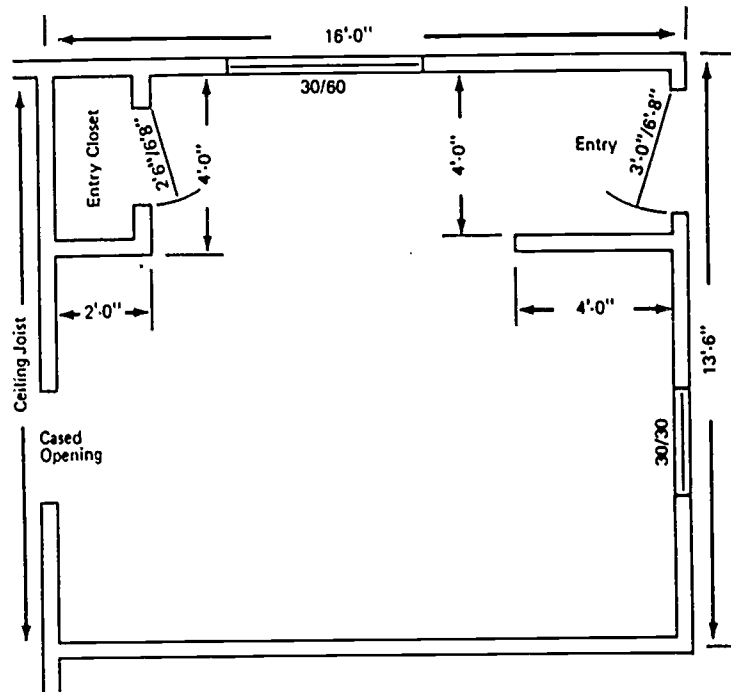 16'-0"
30/60
Entry Closet
2'6"/6'8"
4'-0"
4'-0"
Entry
3'-0"/6'-8"
2'-0"
4'-0"
Ceiling Joist
13'-6"
Cased
Opening
30/30